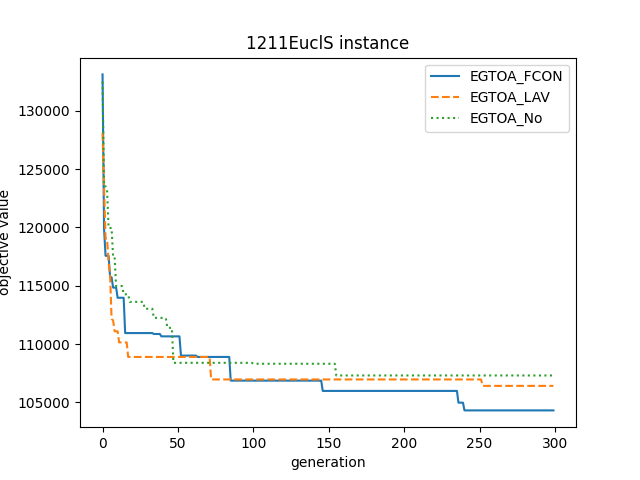 1211EuclS instance
EGTOA_FCON
EGTOA_LAV
EGTOA_No
objective value
130000
125000
120000
115000
110000
105000
0 50 100 150 200 250 300
generation